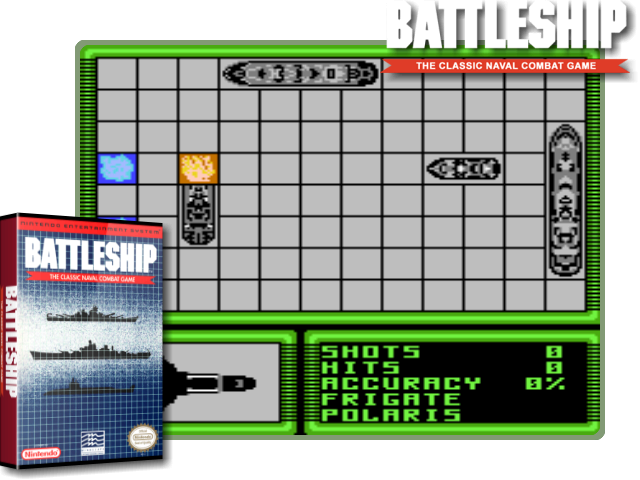 BATTLESHIP
THE CLASSIC NAVAL COMBAT GAME
NINTENDO ENTERTAINMENT SYSTEM
BATTLESHIP
THE CLASSIC NAVAL COMBAT GAME
BATTLESHIP
Nintendo
SHOTS 0
HITS 0
ACCURACY 0%
FRIGATE
POLARIS